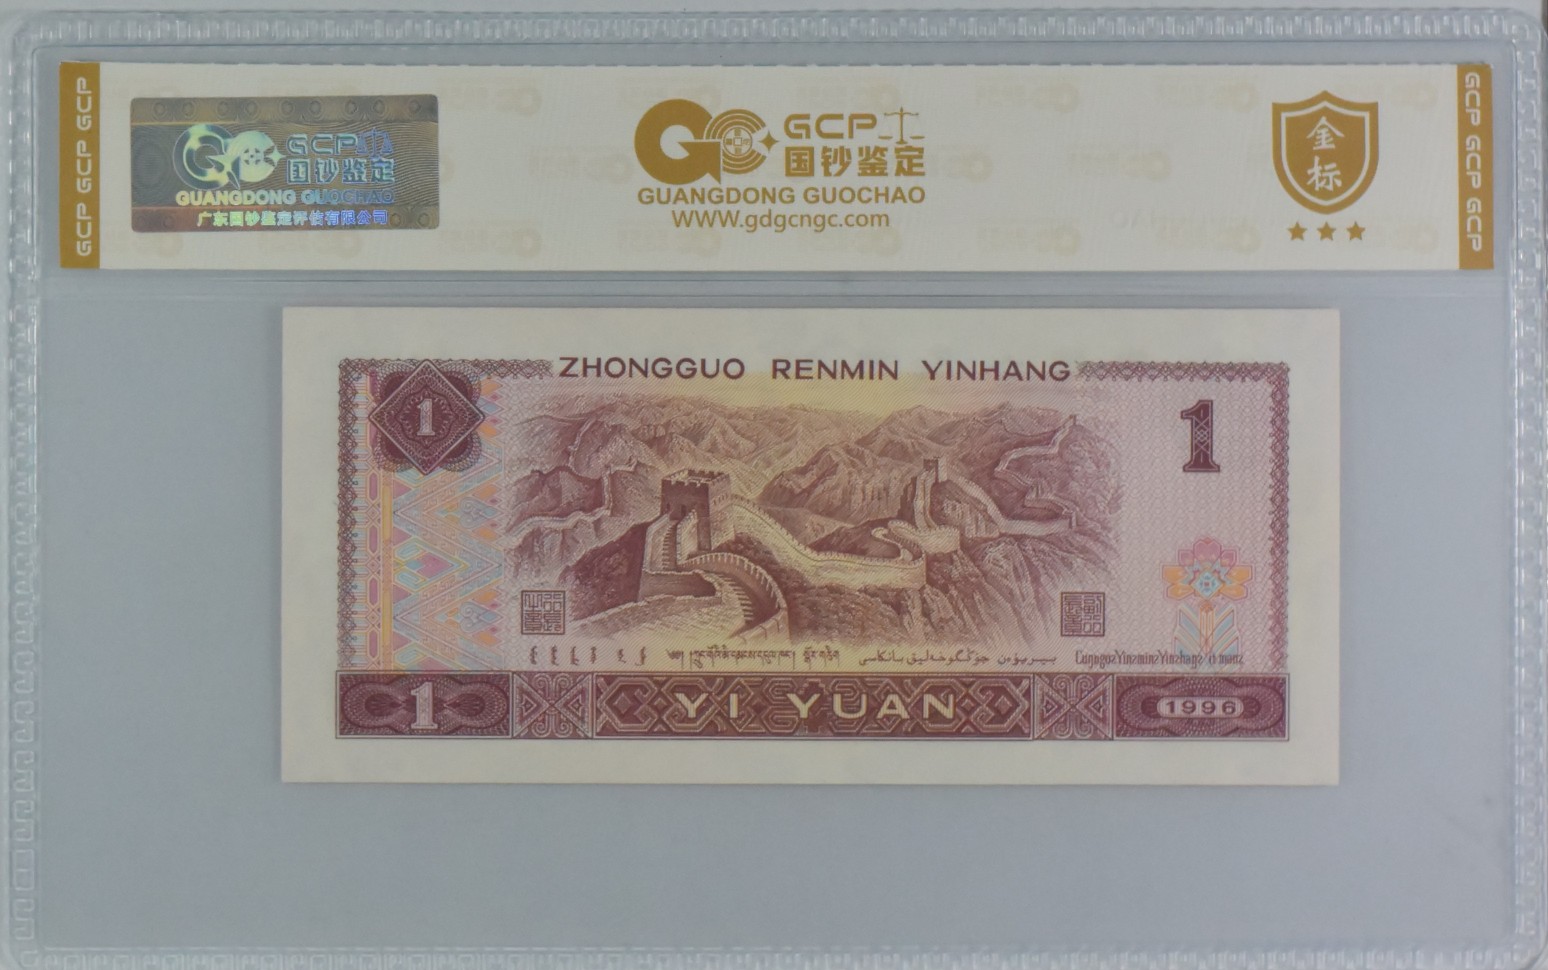 GCP GCP GCP
GCP
国钞鉴定
GUANGDONG GUOCHAO
广东国钞鉴定评估有限公司
GCP
国钞鉴定
GUANGDONG GUOCHAO
WWW.gdgcngc.com
金
标
GCP GCP GCP
ZHONGGUO RENMIN YINHANG
1
1
1
YI YUAN
1996